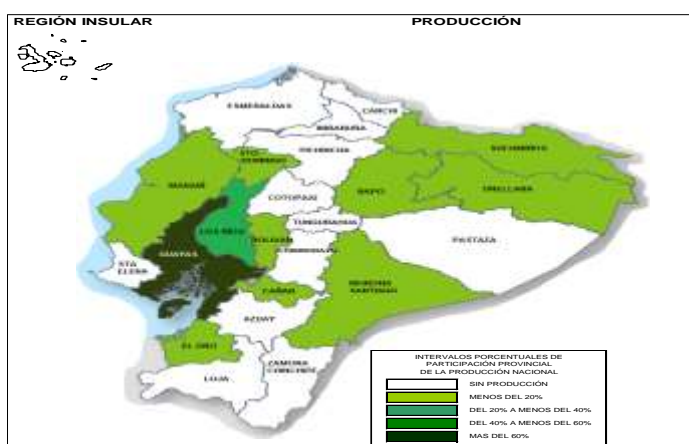 REGIÓN INSULAR
PRODUCCIÓN
ESMERALDAS
CARCHI
IMBABURA
PICHINCHA
STO DOMINGO
SUCUMBIOS
MANABÍ
NAPO
ORELLANA
COTOPAXI
LOS RÍOS
TUNGURAHUA
BOLIVAR
GUAYAS
CHIMBORAZO
PASTAZA
STA
ELENA
MORONA
SANTIAGO
CAÑAR
AZUAY
EL ORO
ZAMORA
CHINCHIPE
LOJA
INTERVALOS PORCENTUALES DE
PARTICIPACIÓN PROVINCIAL
DE LA PRODUCCIÓN NACIONAL
SIN PRODUCCIÓN
MENOS DEL 20%
DEL 20% A MENOS DEL 40%
DEL 40% A MENOS DEL 60%
MAS DEL 60%